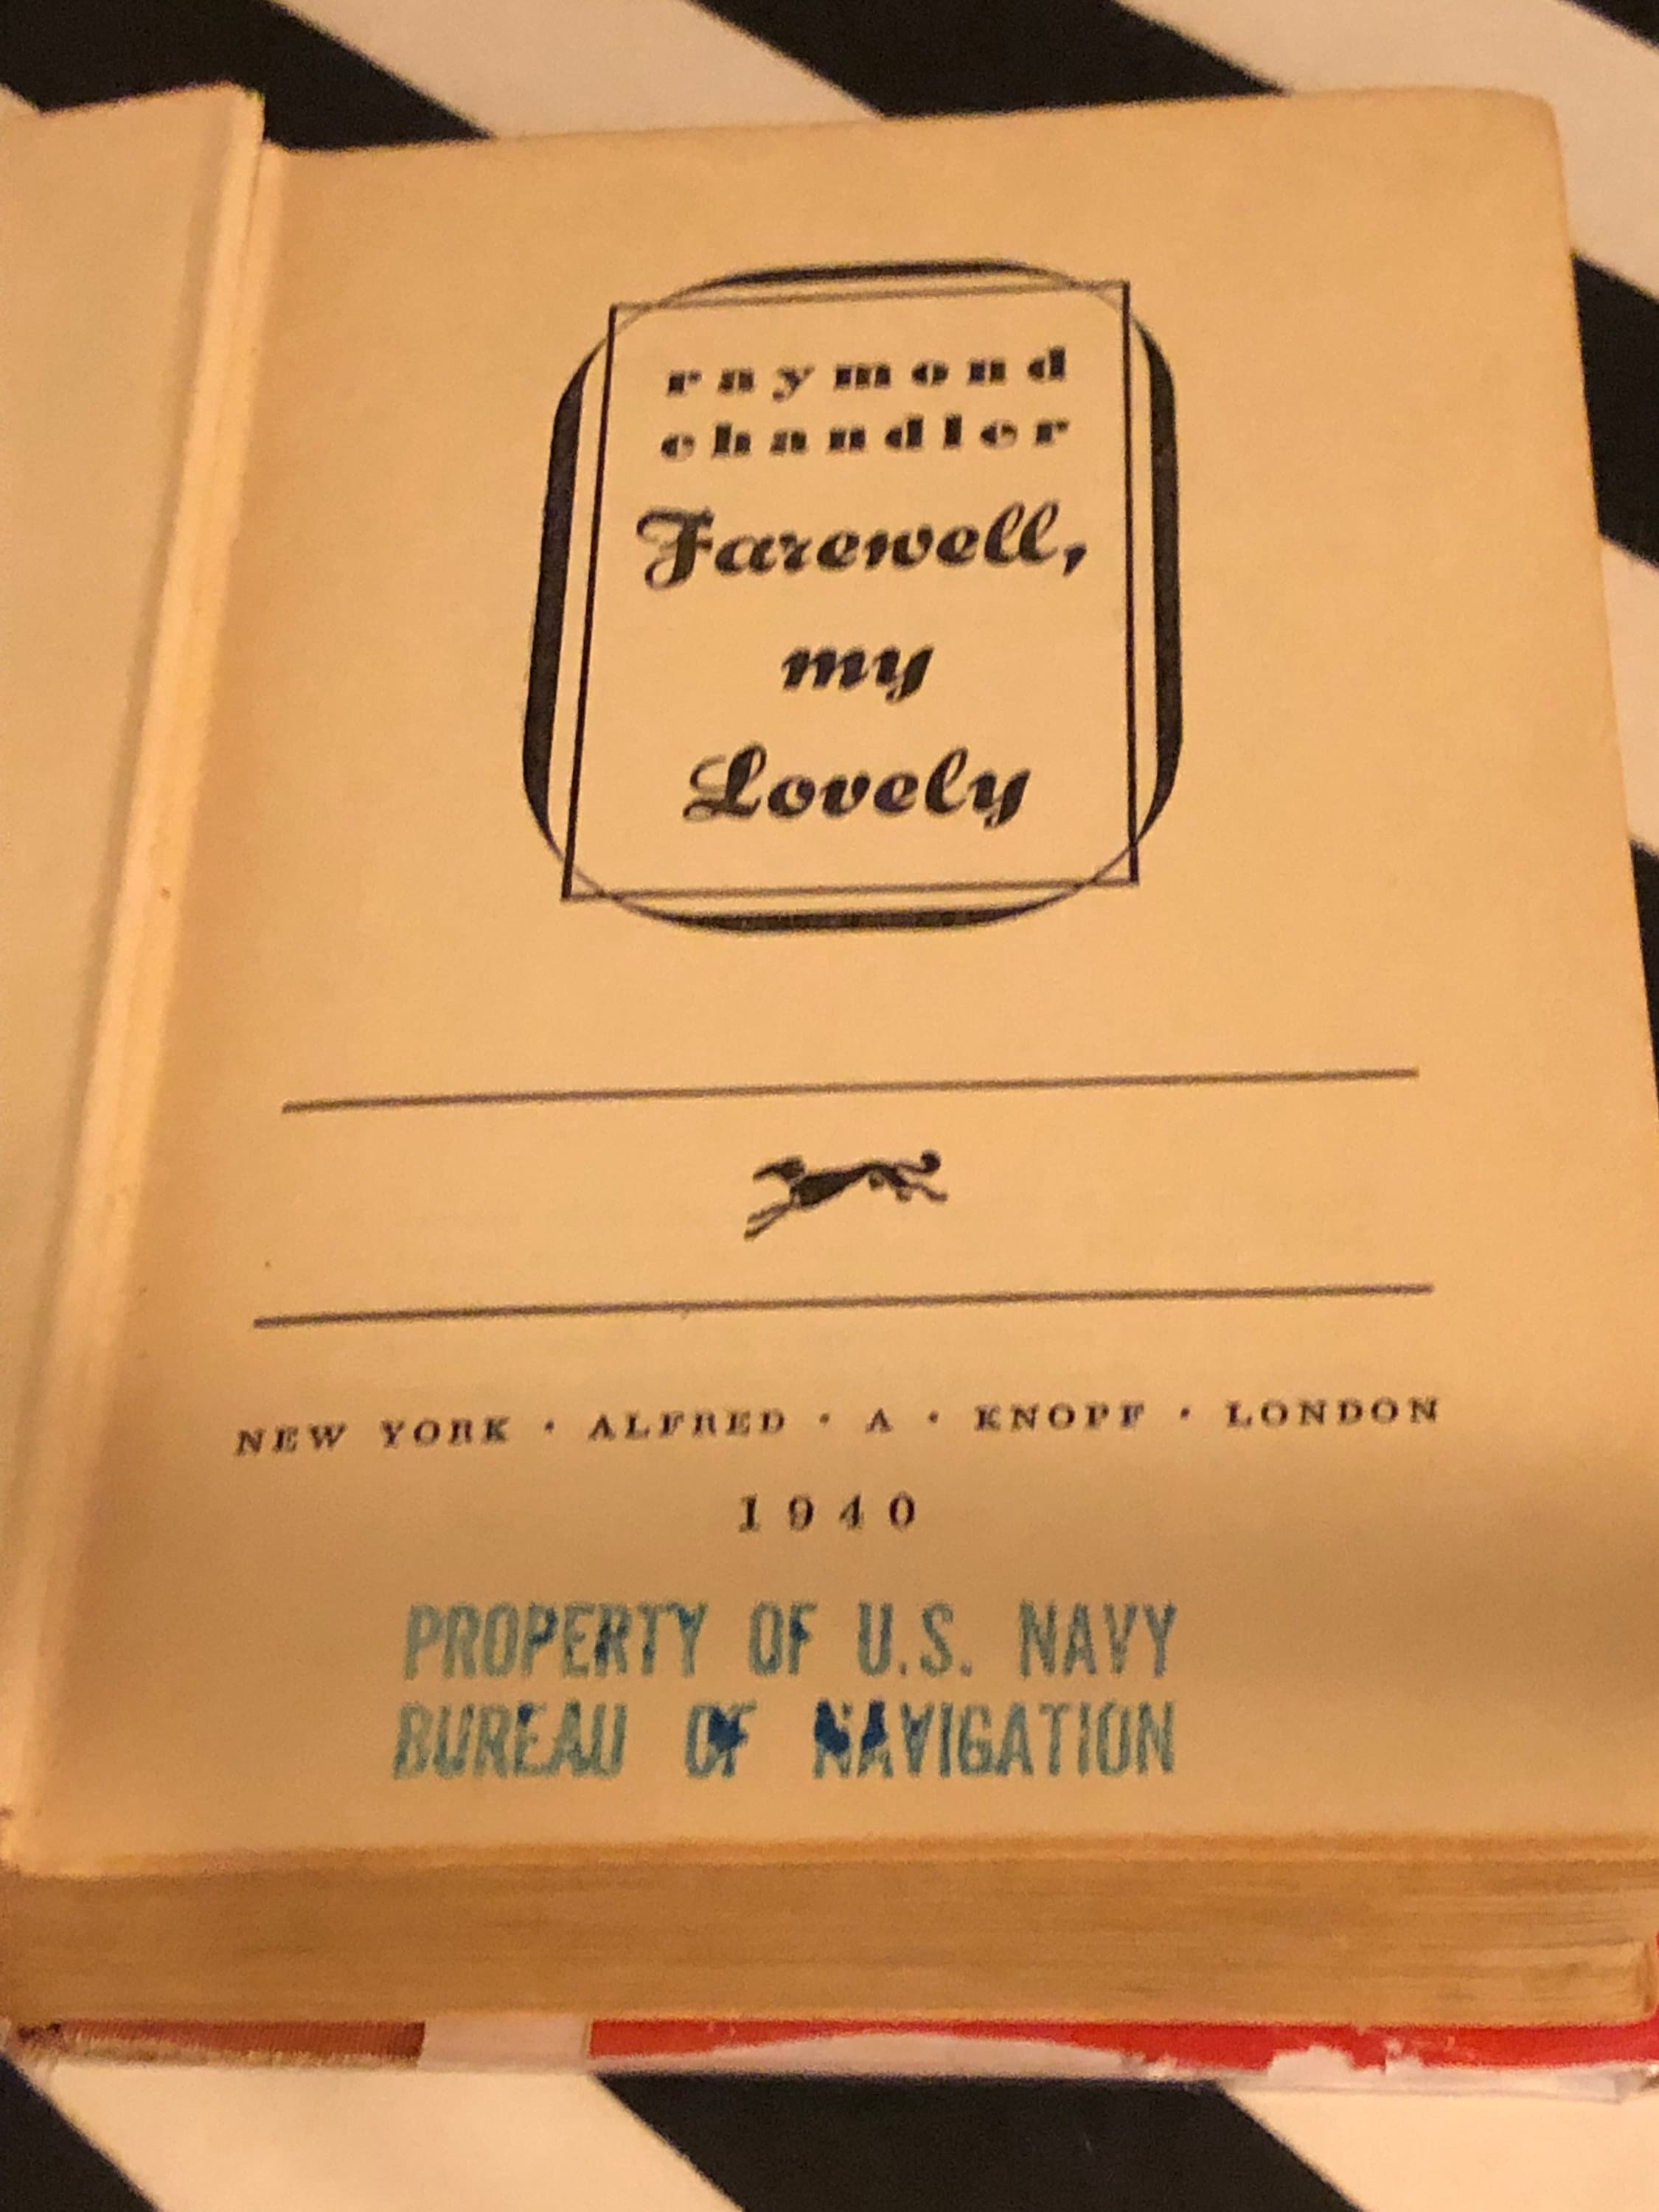 raymond
chandler
Farewell,
my
Lovely
NEW YORK · ALFRED · A · KNOPF · LONDON
1940
PROPERTY OF U.S. NAVY
BUREAU OF NAVIGATION